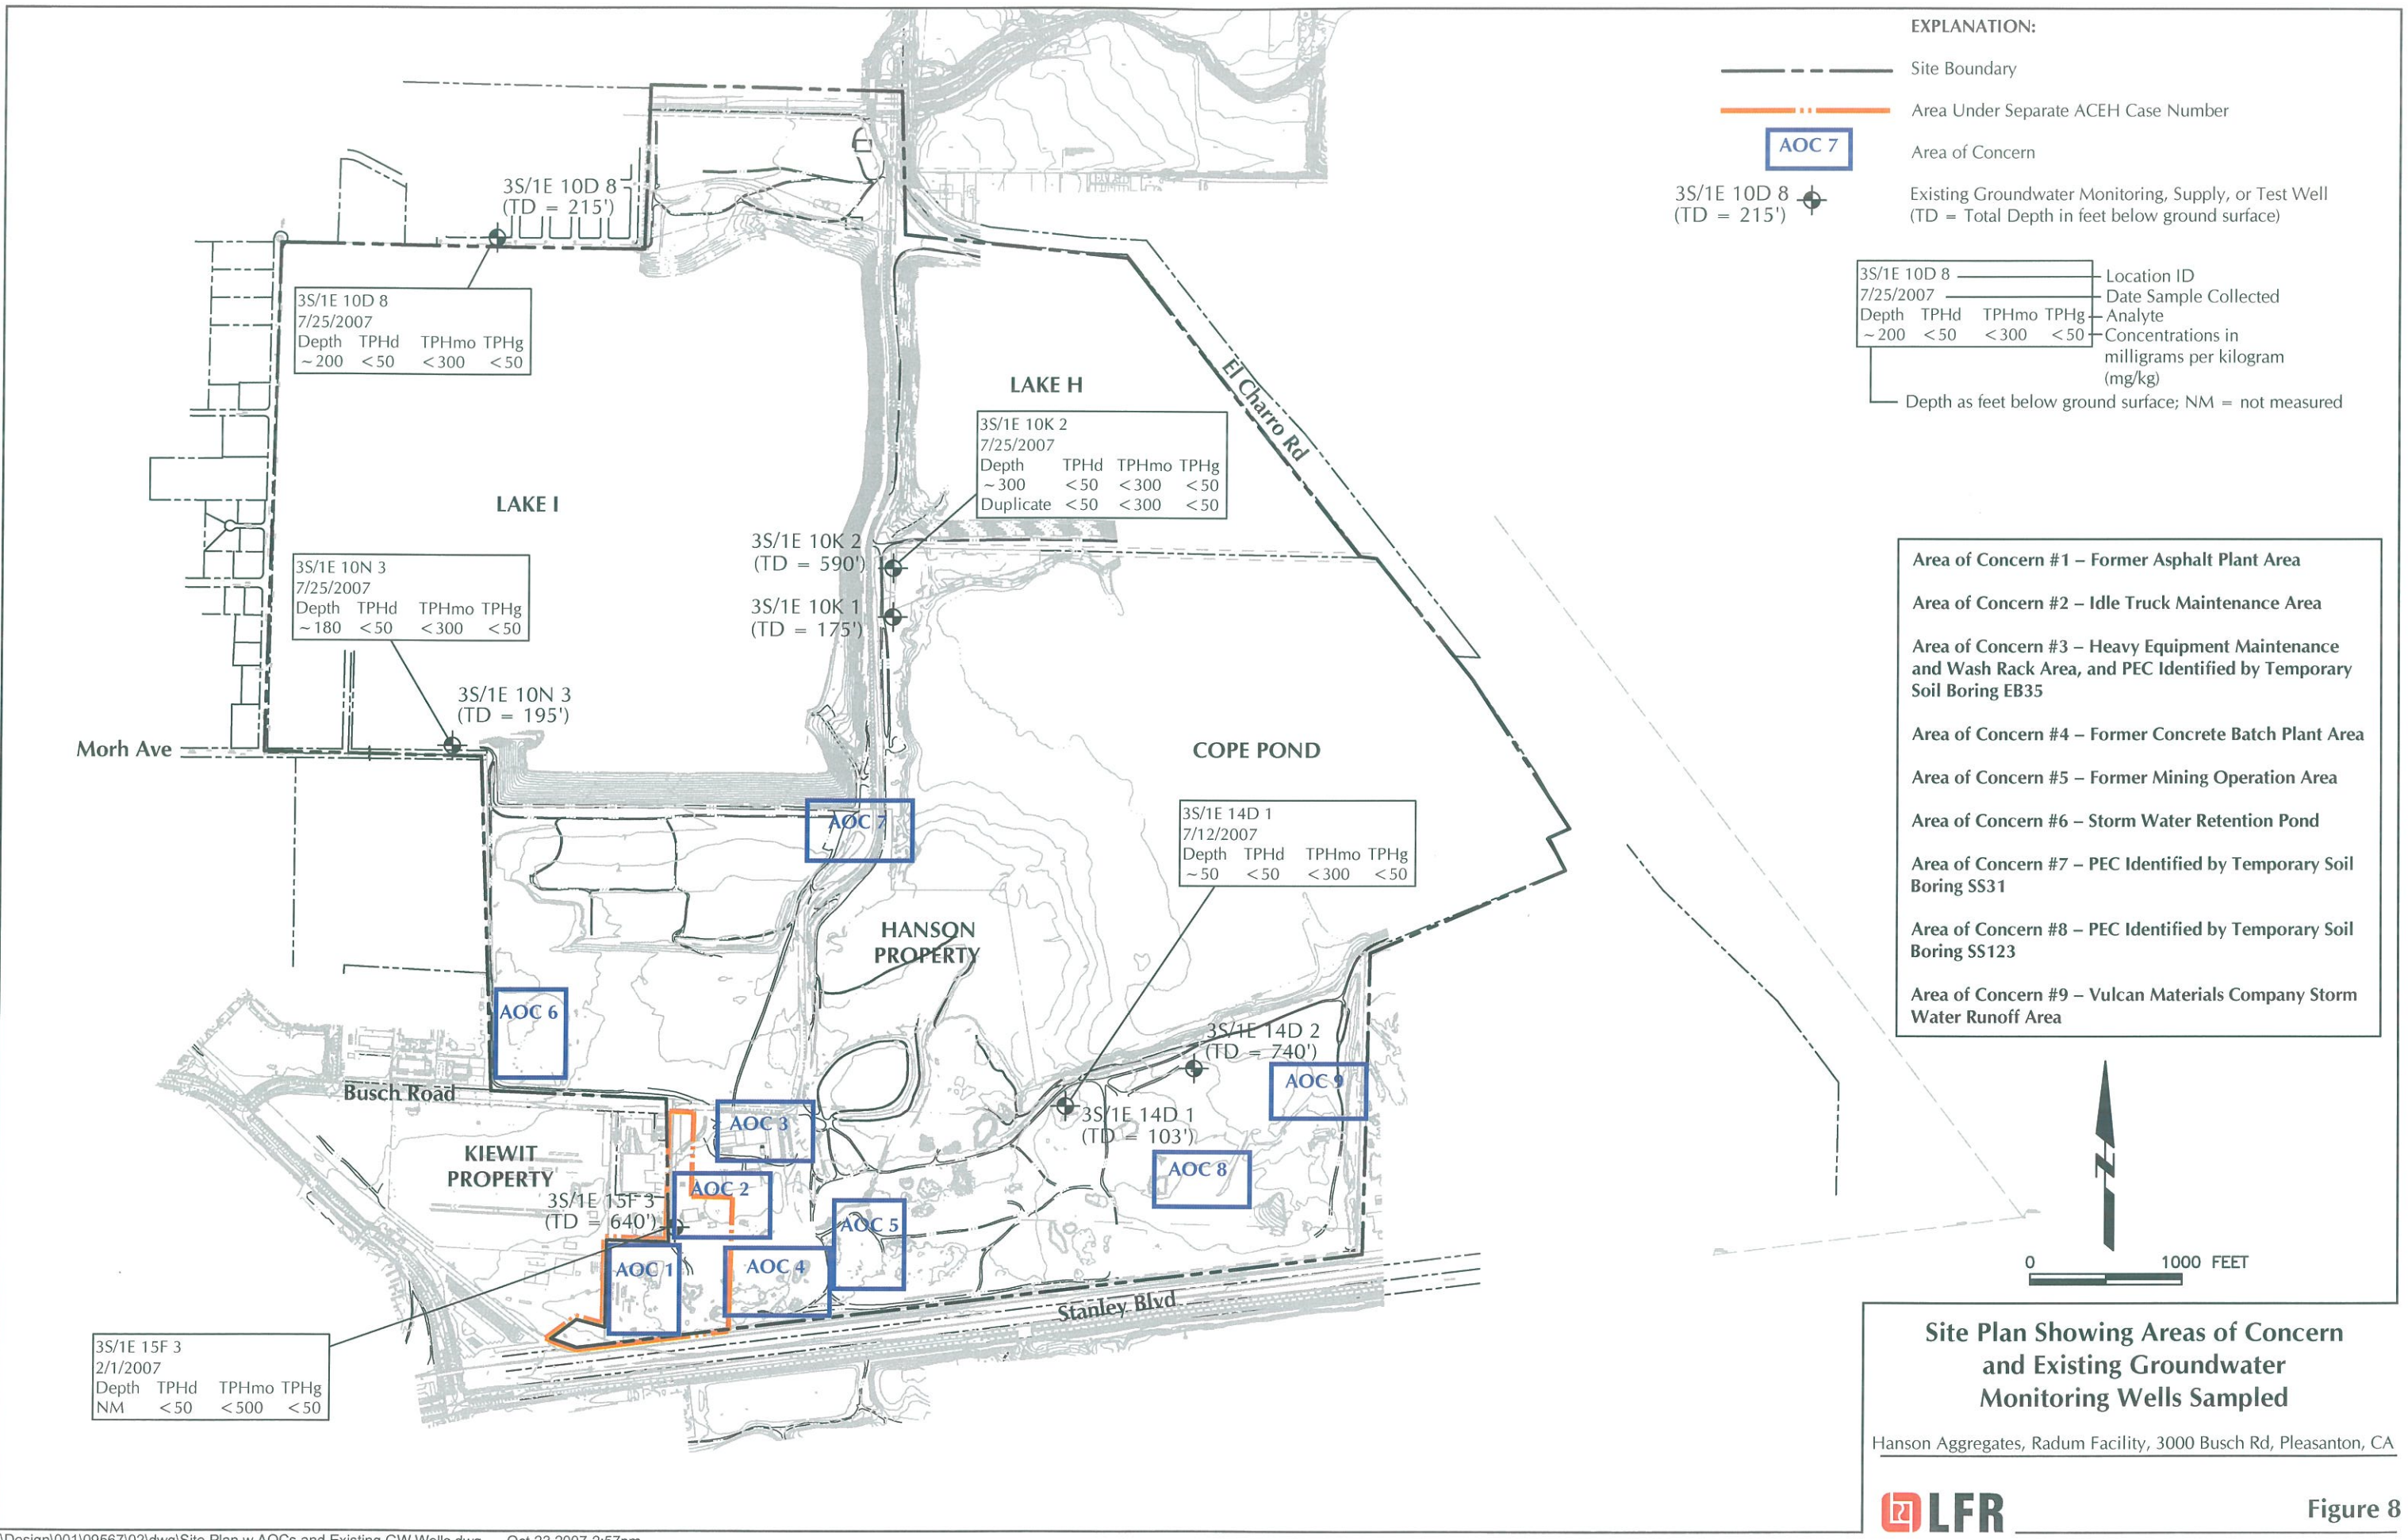 EXPLANATION:
Site Boundary
Area Under Separate ACEH Case Number
AOC 7
Area of Concern
3S/1E 10D 8
(TD = 215')
Existing Groundwater Monitoring, Supply, or Test Well
(TD = Total Depth in feet below ground surface)
3S/1E 10D 8
Location ID
7/25/2007
Date Sample Collected
Depth TPHd TPHmo TPHg
Analyte
~200 <50 <300 <50
Concentrations in
milligrams per kilogram
(mg/kg)
Depth as feet below ground surface; NM = not measured
3S/1E 10D 8
(TD = 215')
3S/1E 10D 8
7/25/2007
Depth TPHd TPHmo TPHg
~200 <50 <300 <50
LAKE H
El Charro Rd
3S/1E 10K 2
7/25/2007
Depth TPHd TPHmo TPHg
~300 <50 <300 <50
Duplicate <50 <300 <50
LAKE I
3S/1E 10K 2
(TD = 590')
3S/1E 10K 1
(TD = 175')
3S/1E 10N 3
7/25/2007
Depth TPHd TPHmo TPHg
~180 <50 <300 <50
3S/1E 10N 3
(TD = 195')
Morh Ave
COPE POND
3S/1E 14D 1
7/12/2007
Depth TPHd TPHmo TPHg
~50 <50 <300 <50
AOC 7
HANSON
PROPERTY
AOC 6
3S/1E 14D 2
(TD = 740')
AOC 9
Busch Road
3S/1E 14D 1
(TD = 103')
AOC 3
KIEWIT
PROPERTY
AOC 8
AOC 2
3S/1E 15F 3
(TD = 640')
AOC 5
AOC 1
AOC 4
Stanley Blvd
3S/1E 15F 3
2/1/2007
Depth TPHd TPHmo TPHg
NM <50 <500 <50
Area of Concern #1 – Former Asphalt Plant Area
Area of Concern #2 – Idle Truck Maintenance Area
Area of Concern #3 – Heavy Equipment Maintenance
and Wash Rack Area, and PEC Identified by Temporary
Soil Boring EB35
Area of Concern #4 – Former Concrete Batch Plant Area
Area of Concern #5 – Former Mining Operation Area
Area of Concern #6 – Storm Water Retention Pond
Area of Concern #7 – PEC Identified by Temporary Soil
Boring SS31
Area of Concern #8 – PEC Identified by Temporary Soil
Boring SS123
Area of Concern #9 – Vulcan Materials Company Storm
Water Runoff Area
N
0 1000 FEET
Site Plan Showing Areas of Concern
and Existing Groundwater
Monitoring Wells Sampled
Hanson Aggregates, Radum Facility, 3000 Busch Rd, Pleasanton, CA
LFR
Figure 8